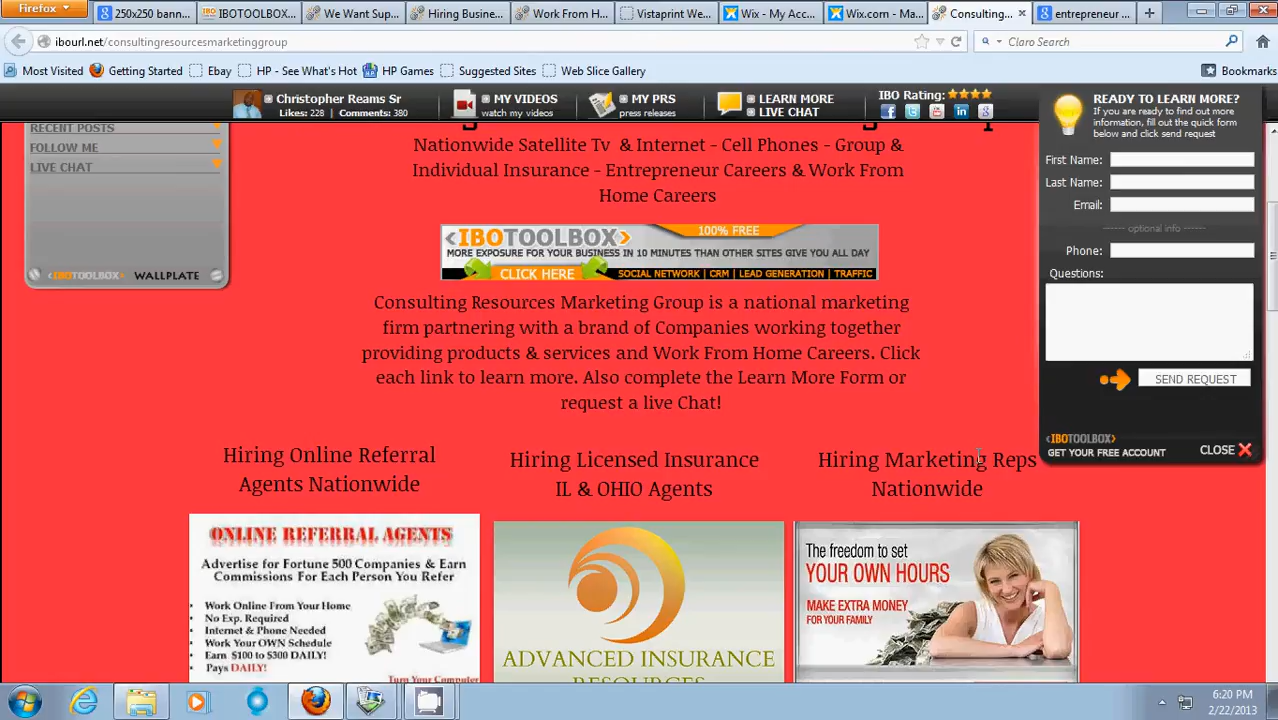 Firefox
250x250 bann...
IBOTOOLBOX...
We Want Sup...
Hiring Busine...
Work From H...
Vistaprint We...
Wix - My Acc...
Wix.com - Ma...
Consulting...
entrepreneur ...
ibourl.net/consultingresourcesmarketinggroup
Claro Search
Most Visited
Getting Started
Ebay
HP - See What's Hot
HP Games
Suggested Sites
Web Slice Gallery
Bookmarks
Christopher Reams Sr
Likes: 228 | Comments: 380
MY VIDEOS
watch my videos
MY PRS
press releases
LEARN MORE
LIVE CHAT
IBO Rating:
READY TO LEARN MORE?
If you are ready to find out more
information, fill out the quick form
below and click send request
First Name:
Last Name:
Email:
------ optional info ------
Phone:
Questions:
SEND REQUEST
<IBOTOOLBOX>
GET YOUR FREE ACCOUNT
CLOSE X
RECENT POSTS
FOLLOW ME
LIVE CHAT
<IBOTOOLBOX> WALLPLATE
Nationwide Satellite Tv & Internet - Cell Phones - Group &
Individual Insurance - Entrepreneur Careers & Work From
Home Careers
<IBOTOOLBOX>
100% FREE
MORE EXPOSURE FOR YOUR BUSINESS IN 10 MINUTES THAN OTHER SITES GIVE YOU ALL DAY
CLICK HERE
SOCIAL NETWORK | CRM | LEAD GENERATION | TRAFFIC
Consulting Resources Marketing Group is a national marketing
firm partnering with a brand of Companies working together
providing products & services and Work From Home Careers. Click
each link to learn more. Also complete the Learn More Form or
request a live Chat!
Hiring Online Referral
Agents Nationwide
Hiring Licensed Insurance
IL & OHIO Agents
Hiring Marketing Reps
Nationwide
ONLINE REFERRAL AGENTS
Advertise for Fortune 500 Companies & Earn
Commissions For Each Person You Refer
• Work Online From Your Home
• No Exp. Required
• Internet & Phone Needed
• Work Your OWN Schedule
• Earn $100 to $300 DAILY!
• Pays DAILY!
Turn Your Computer
ADVANCED INSURANCE
RESOURCES
The freedom to set
YOUR OWN HOURS
MAKE EXTRA MONEY
FOR YOUR FAMILY
6:20 PM
2/22/2013